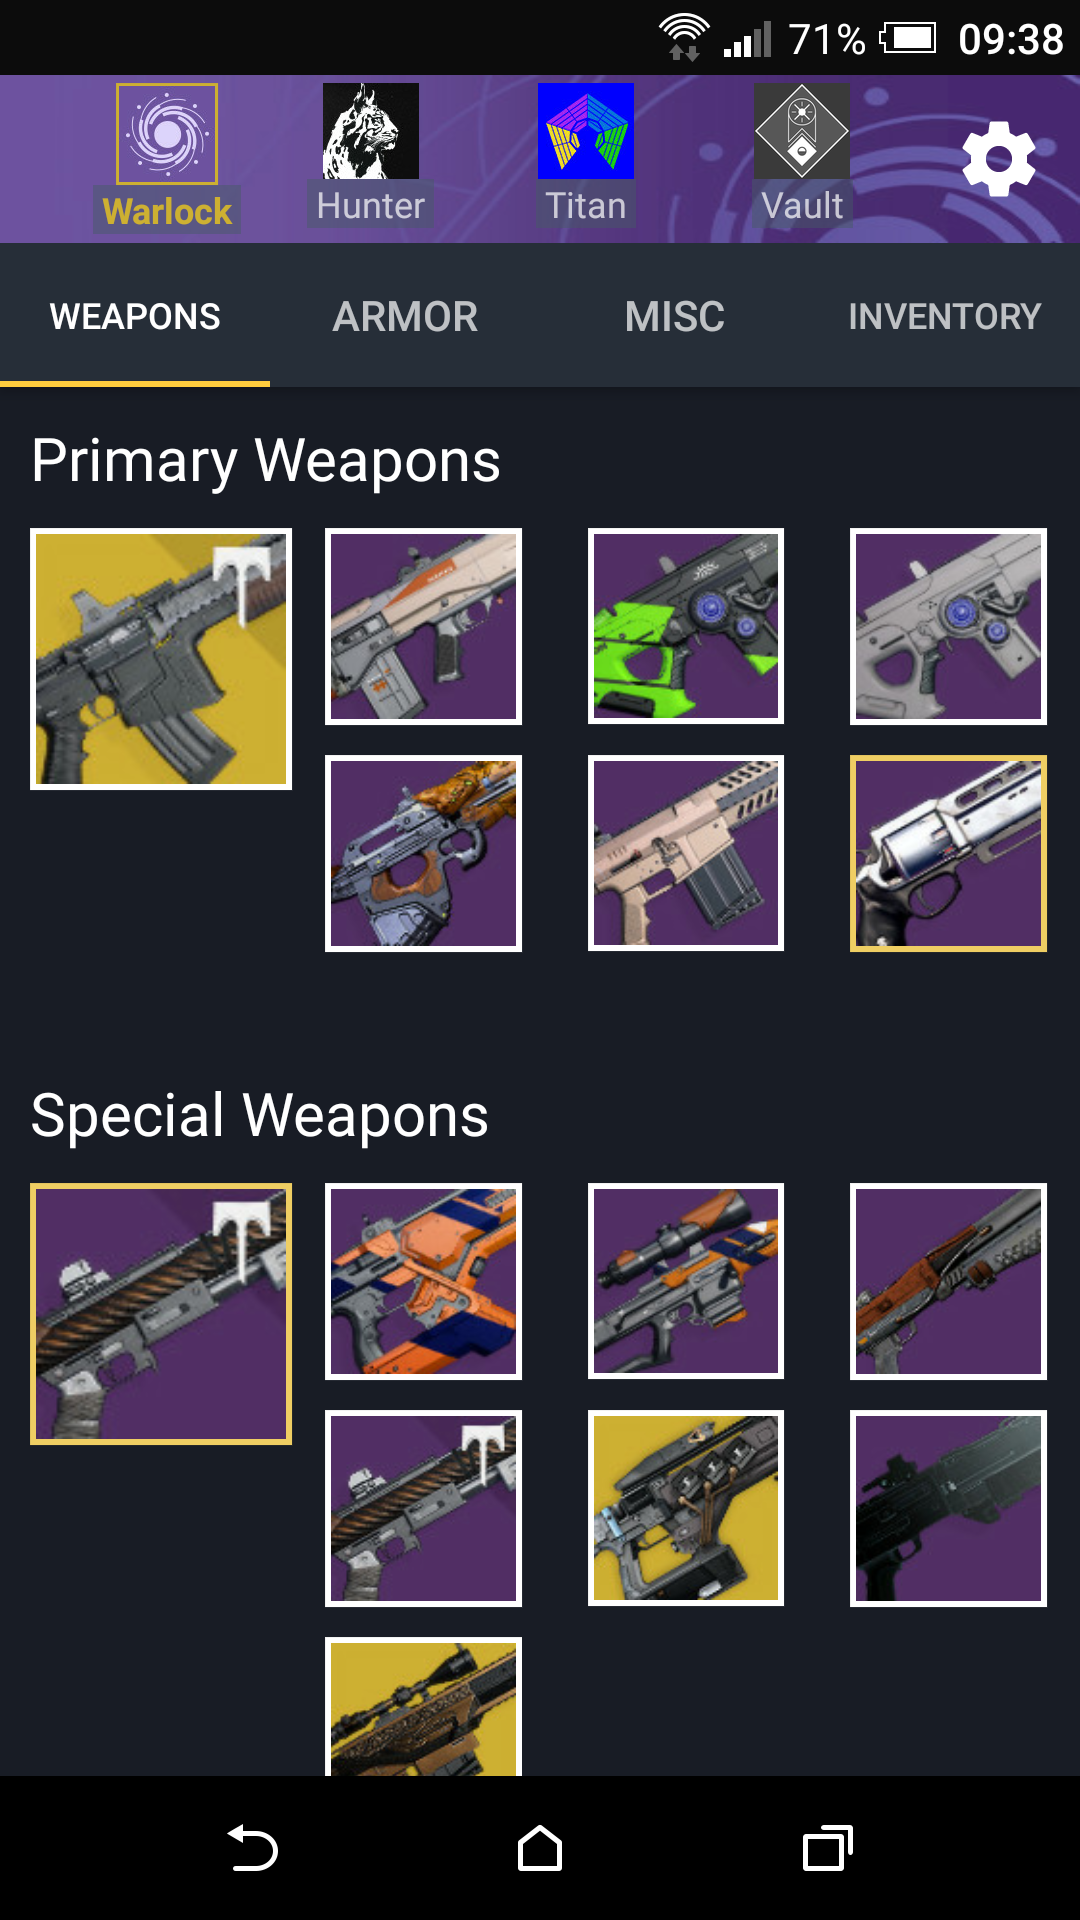 71% 09:38
Warlock Hunter Titan Vault
WEAPONS ARMOR MISC INVENTORY
Primary Weapons
Special Weapons